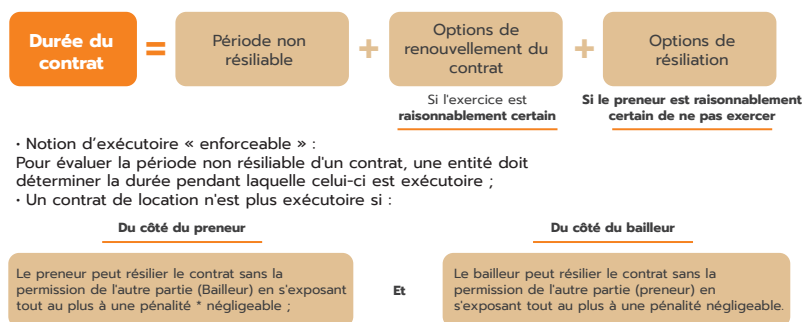 Durée du
contrat
=
Période non
résiliable
+
Options de
renouvellement du
contrat
+
Options de
résiliation
Si l'exercice est
raisonnablement certain
Si le preneur est raisonnablement
certain de ne pas exercer
• Notion d'exécutoire « enforceable » :
Pour évaluer la période non résiliable d'un contrat, une entité doit
déterminer la durée pendant laquelle celui-ci est exécutoire ;
• Un contrat de location n'est plus exécutoire si :
Du côté du preneur
Du côté du bailleur
Le preneur peut résilier le contrat sans la
permission de l'autre partie (Bailleur) en s'exposant
tout au plus à une pénalité * négligeable ;
Et
Le bailleur peut résilier le contrat sans la
permission de l'autre partie (preneur) en
s'exposant tout au plus à une pénalité négligeable.